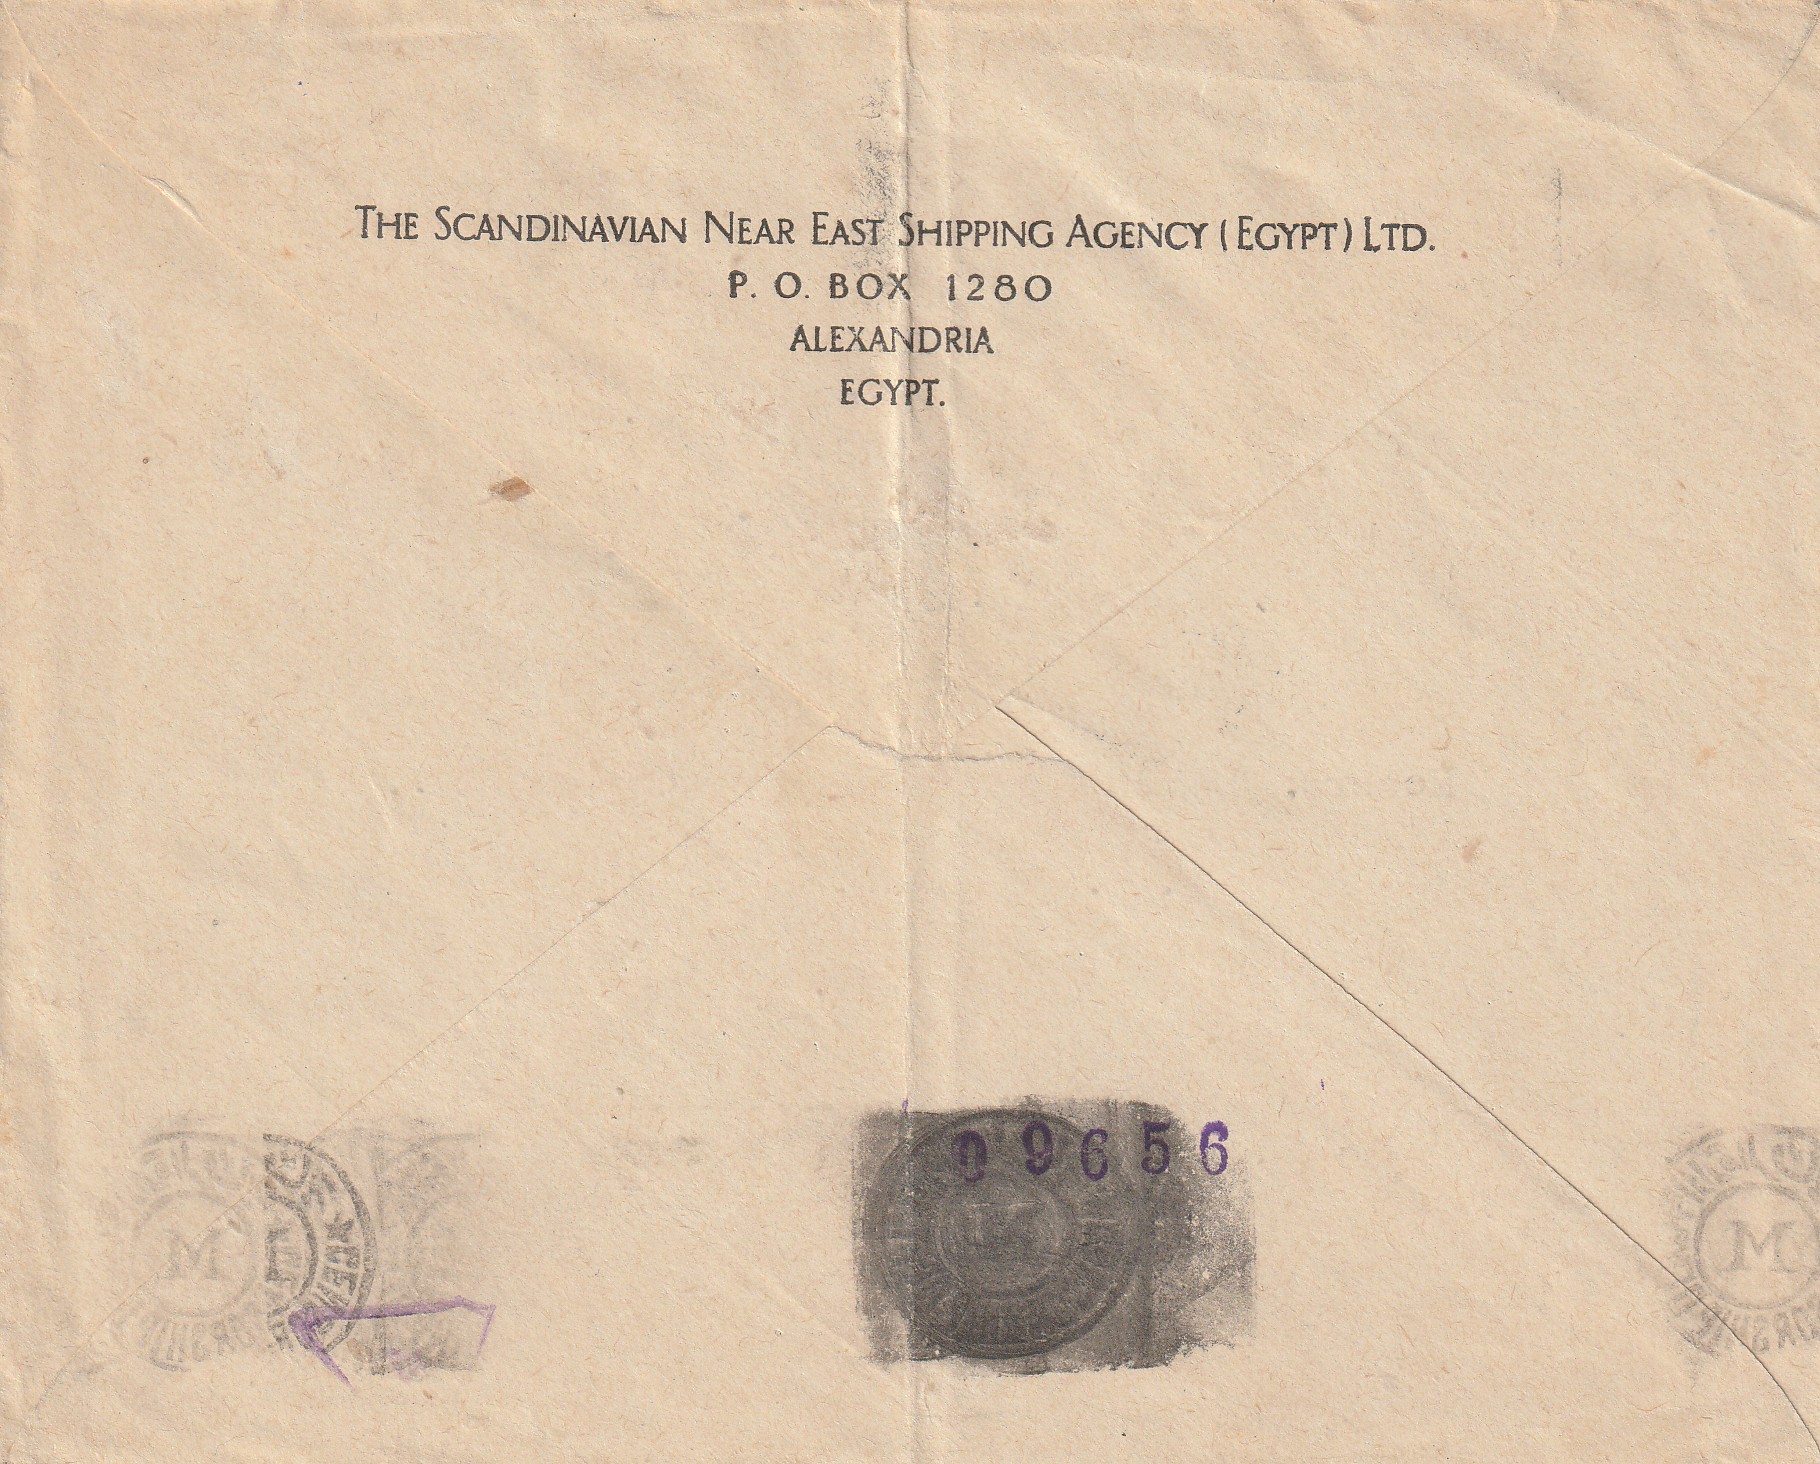 THE SCANDINAVIAN NEAR EAST SHIPPING AGENCY (EGYPT) LTD.
P. O. BOX 1280
ALEXANDRIA
EGYPT.
09656
M
M